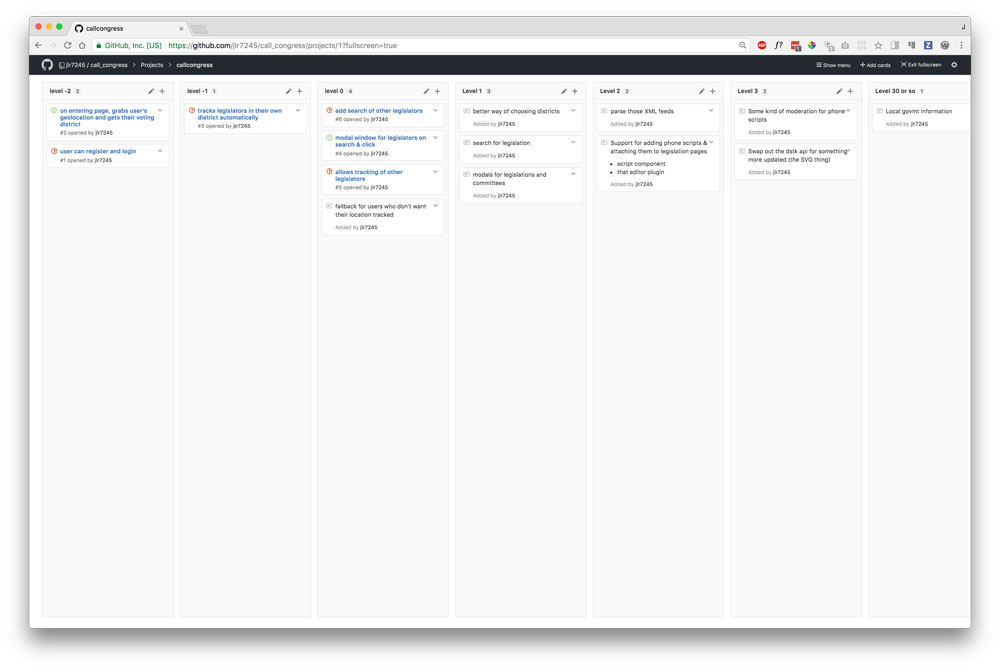 callcongress
J
GitHub, Inc. [US] https://github.com/jlr7245/call_congress/projects/1?fullscreen=true
jlr7245 / call_congress > Projects > callcongress
Show menu + Add cards Exit fullscreen
level -2 2
on entering page, grabs user's
geolocation and gets their voting
district
#2 opened by jlr7245
user can register and login
#1 opened by jlr7245
level -1 1
tracks legislators in their own
district automatically
#3 opened by jlr7245
level 0 4
add search of other legislators
#6 opened by jlr7245
modal window for legislators on
search & click
#4 opened by jlr7245
allows tracking of other
legislators
#5 opened by jlr7245
fallback for users who don't want
their location tracked
Added by jlr7245
Level 1 3
better way of choosing districts
Added by jlr7245
search for legislation
Added by jlr7245
modals for legislations and
committees
Added by jlr7245
Level 2 2
parse those XML feeds
Added by jlr7245
Support for adding phone scripts &
attaching them to legislation pages
• script component
• that editor plugin
Added by jlr7245
Level 3 2
Some kind of moderation for phone
scripts
Added by jlr7245
Swap out the dstk api for something
more updated (the SVG thing)
Added by jlr7245
Level 30 or so 1
Local govmt information
Added by jlr7245